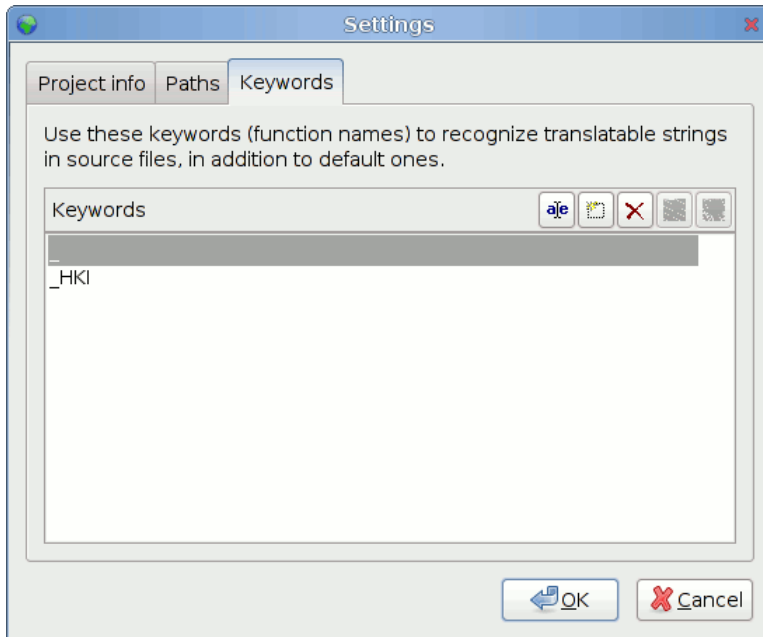 Settings
Project info Paths Keywords
Use these keywords (function names) to recognize translatable strings
in source files, in addition to default ones.
Keywords
_
_HKI
OK Cancel